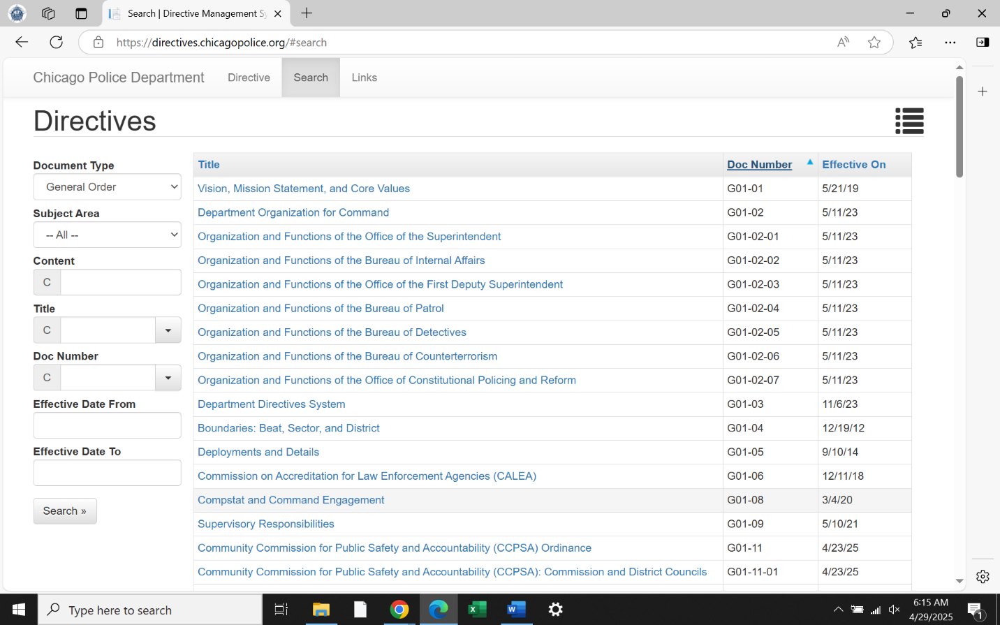 Search | Directive Management Sy
https://directives.chicagopolice.org/#search
Chicago Police Department Directive Search Links
Directives
Document Type
General Order
Subject Area
-- All --
Content
C
Title
C
Doc Number
C
Effective Date From
Effective Date To
Search »
Title Doc Number Effective On
Vision, Mission Statement, and Core Values G01-01 5/21/19
Department Organization for Command G01-02 5/11/23
Organization and Functions of the Office of the Superintendent G01-02-01 5/11/23
Organization and Functions of the Bureau of Internal Affairs G01-02-02 5/11/23
Organization and Functions of the Office of the First Deputy Superintendent G01-02-03 5/11/23
Organization and Functions of the Bureau of Patrol G01-02-04 5/11/23
Organization and Functions of the Bureau of Detectives G01-02-05 5/11/23
Organization and Functions of the Bureau of Counterterrorism G01-02-06 5/11/23
Organization and Functions of the Office of Constitutional Policing and Reform G01-02-07 5/11/23
Department Directives System G01-03 11/6/23
Boundaries: Beat, Sector, and District G01-04 12/19/12
Deployments and Details G01-05 9/10/14
Commission on Accreditation for Law Enforcement Agencies (CALEA) G01-06 12/11/18
Compstat and Command Engagement G01-08 3/4/20
Supervisory Responsibilities G01-09 5/10/21
Community Commission for Public Safety and Accountability (CCPSA) Ordinance G01-11 4/23/25
Community Commission for Public Safety and Accountability (CCPSA): Commission and District Councils G01-11-01 4/23/25
Type here to search
6:15 AM
4/29/2025
1